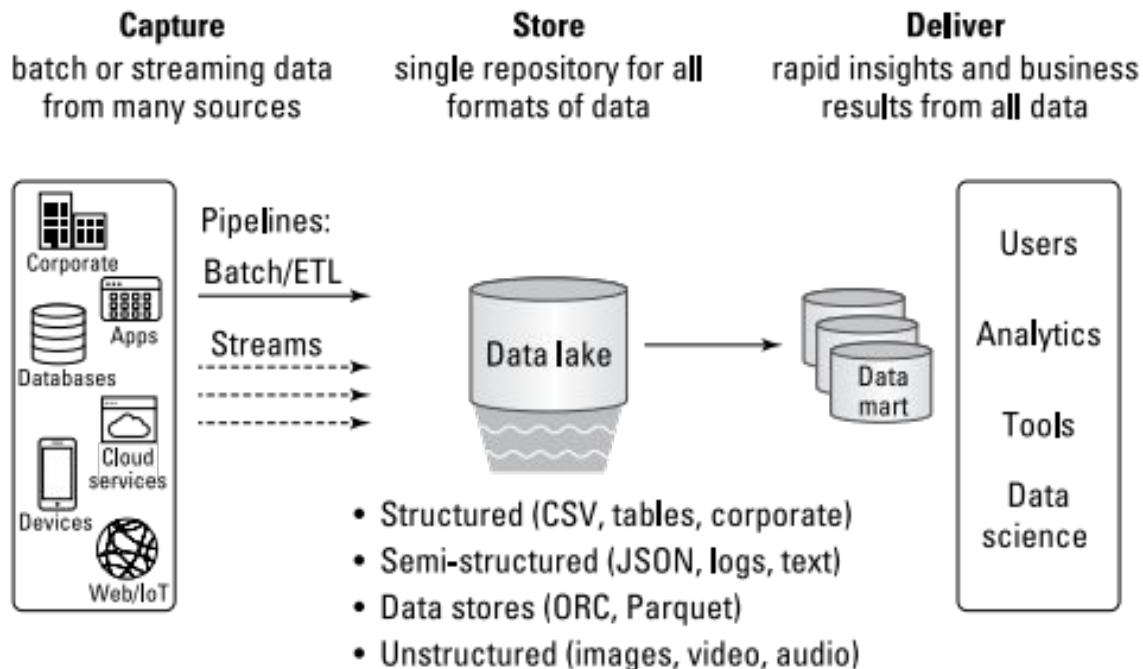 Capture
batch or streaming data
from many sources
Store
single repository for all
formats of data
Deliver
rapid insights and business
results from all data
Corporate
Apps
Databases
Cloud
services
Devices
Web/IoT
Pipelines:
Batch/ETL
Streams
Data lake
• Structured (CSV, tables, corporate)
• Semi-structured (JSON, logs, text)
• Data stores (ORC, Parquet)
• Unstructured (images, video, audio)
Data
mart
Users
Analytics
Tools
Data
science